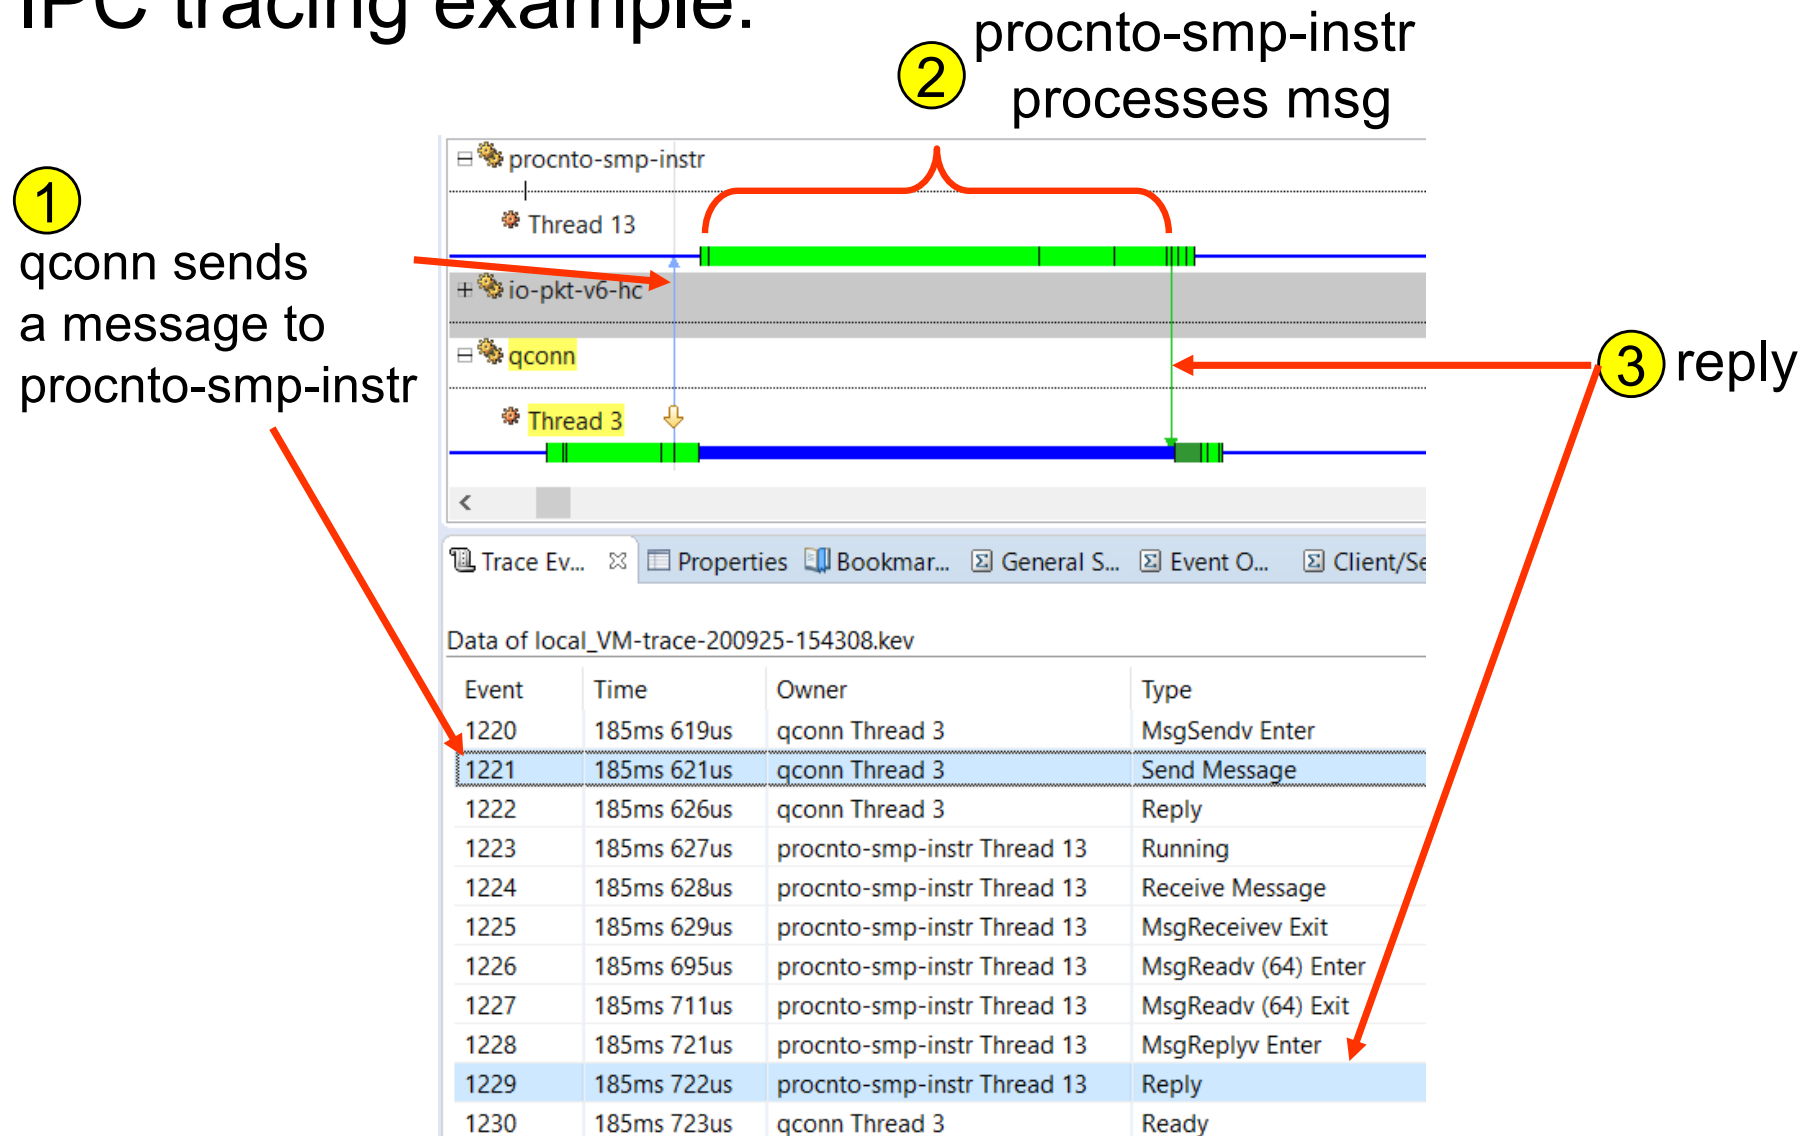 IPC tracing example:
2
procnto-smp-instr
processes msg
1
qconn sends
a message to
procnto-smp-instr
procnto-smp-instr
Thread 13
io-pkt-v6-hc
qconn
Thread 3
3 reply
Trace Ev... Properties Bookmar... General S... Event O... Client/Se
Data of local_VM-trace-200925-154308.kev
Event Time Owner Type
1220 185ms 619us qconn Thread 3 MsgSendv Enter
1221 185ms 621us qconn Thread 3 Send Message
1222 185ms 626us qconn Thread 3 Reply
1223 185ms 627us procnto-smp-instr Thread 13 Running
1224 185ms 628us procnto-smp-instr Thread 13 Receive Message
1225 185ms 629us procnto-smp-instr Thread 13 MsgReceivev Exit
1226 185ms 695us procnto-smp-instr Thread 13 MsgReadv (64) Enter
1227 185ms 711us procnto-smp-instr Thread 13 MsgReadv (64) Exit
1228 185ms 721us procnto-smp-instr Thread 13 MsgReplyv Enter
1229 185ms 722us procnto-smp-instr Thread 13 Reply
1230 185ms 723us qconn Thread 3 Ready